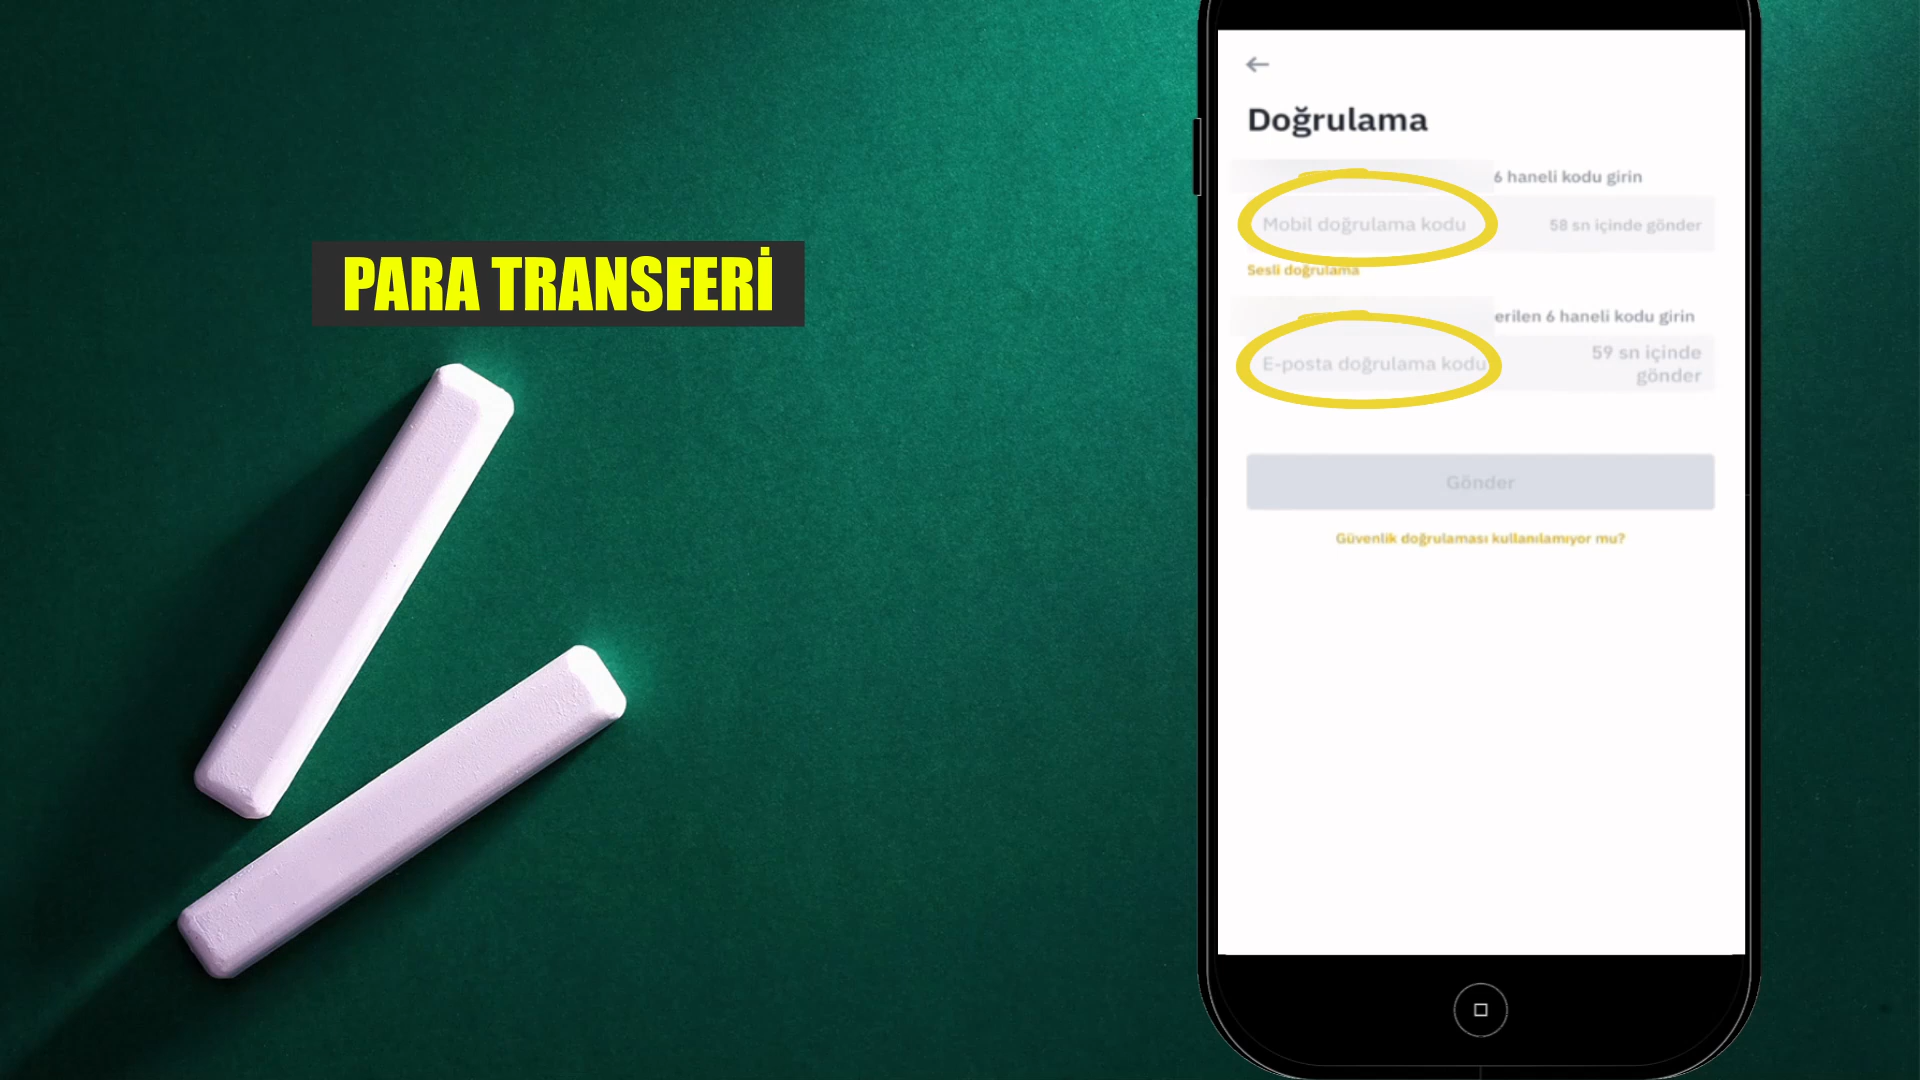 PARA TRANSFERİ
Doğrulama
6 haneli kodu girin
Mobil doğrulama kodu
58 sn içinde gönder
Sesli doğrulama
erilen 6 haneli kodu girin
E-posta doğrulama kodu
59 sn içinde
gönder
Gönder
Güvenlik doğrulaması kullanılamıyor mu?